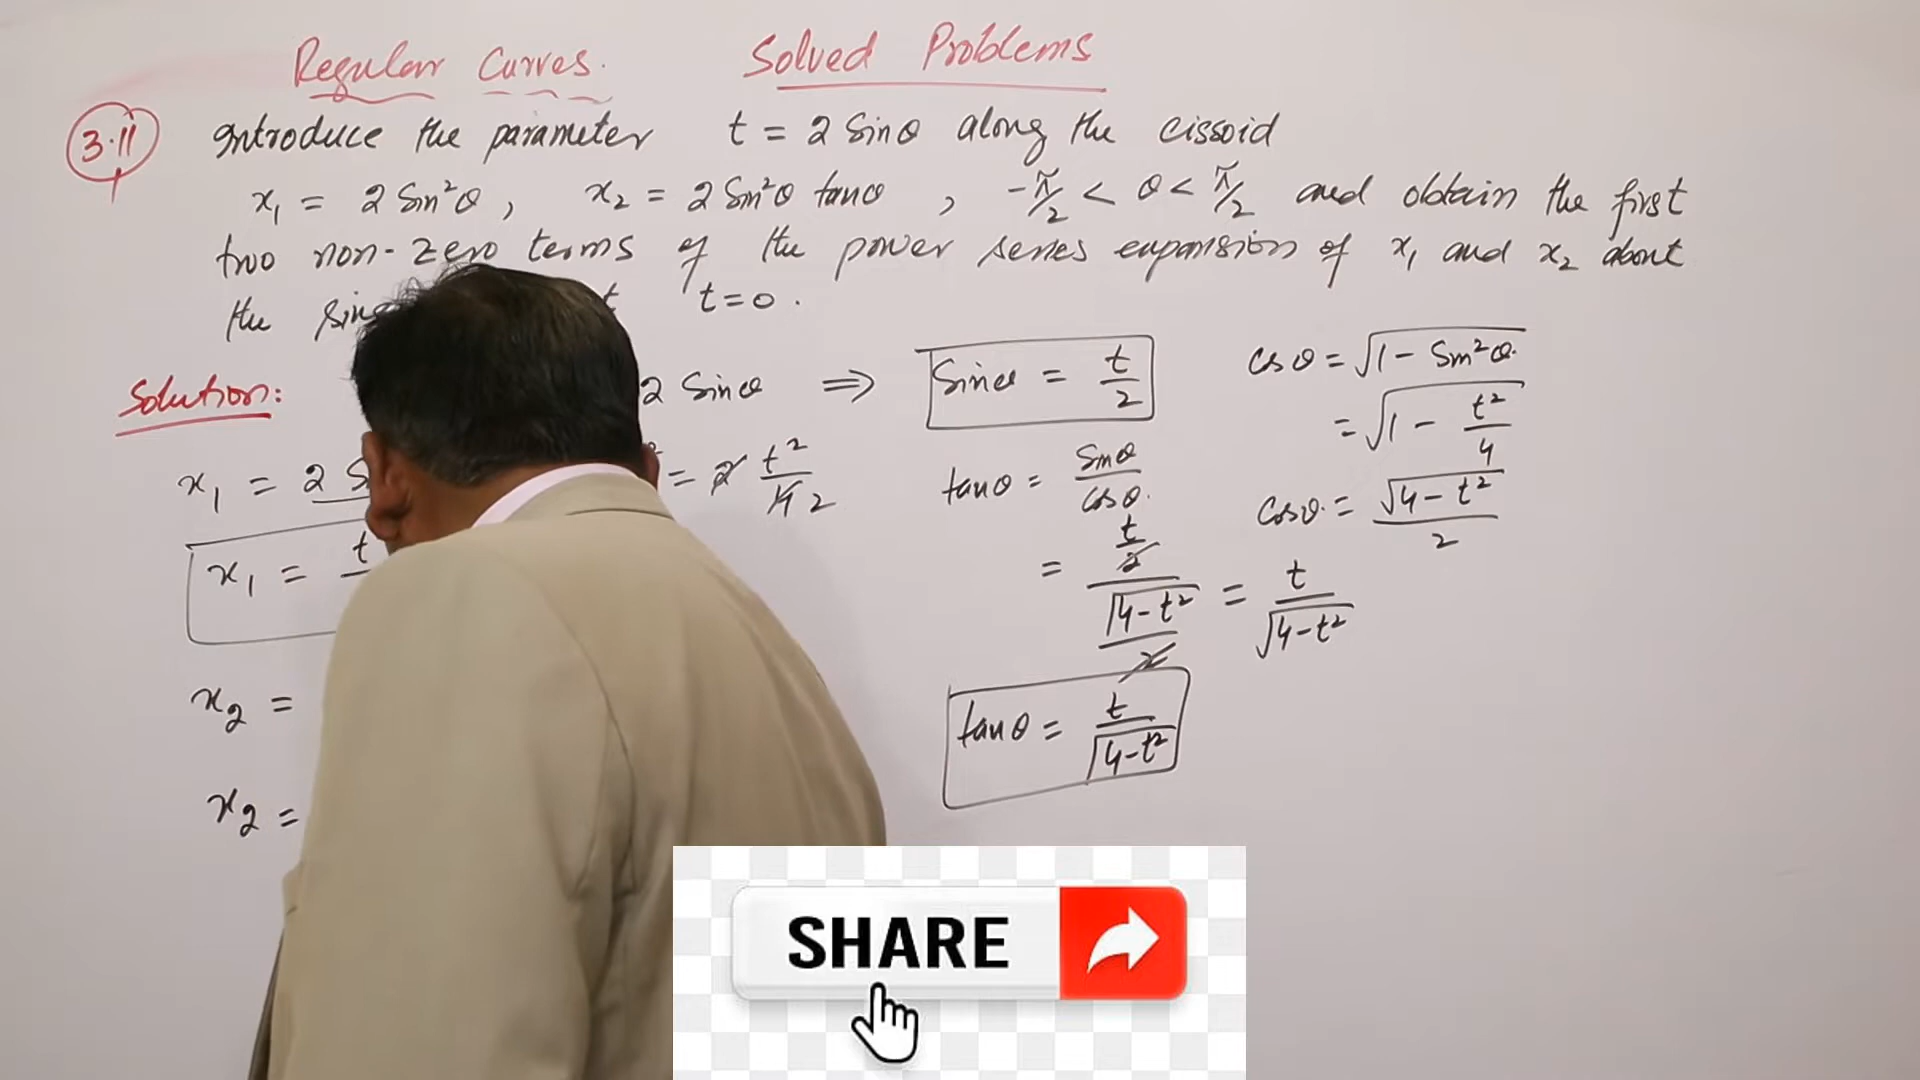 Regular Curves. Solved Problems
3.11 Introduce the parameter t = 2 Sinθ along the cissoid
x₁ = 2 Sin²θ, x₂ = 2 Sin²θ tanθ, -π/2 < θ < π/2 and obtain the first
two non-zero terms of the power series expansion of x₁ and x₂ about
the t = 0.
Solution: 2 Sinθ ⇒ Sinθ = t/2
Cosθ = √(1 - Sin²θ)
= √(1 - t²/4)
Cosθ = √(4-t²)/2
x₁ = 2 = 2 t²/4 2
x₁ =
x₂ =
x₂ =
tanθ = Sinθ/Cosθ
= (t/2)/(√(4-t²)/2) = t/√(4-t²)
tanθ = t/√(4-t²)
SHARE